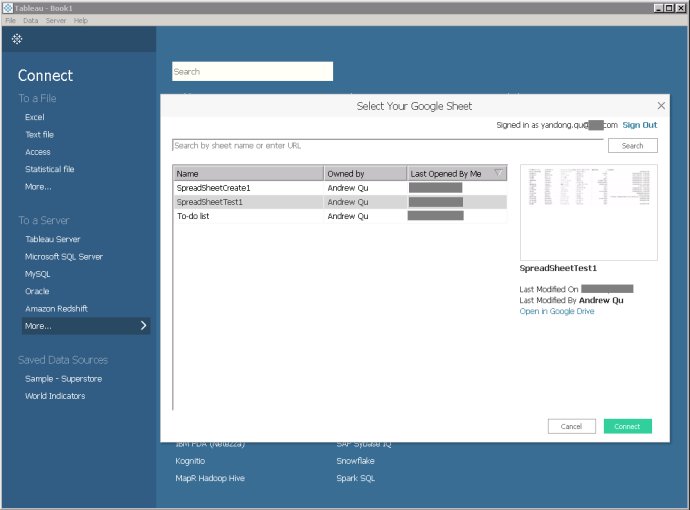 Tableau - Book1
File Data Server Help
Connect
To a File
Excel
Text file
Access
Statistical file
More...
To a Server
Tableau Server
Microsoft SQL Server
MySQL
Oracle
Amazon Redshift
More...
Saved Data Sources
Sample - Superstore
World Indicators
Search
Select Your Google Sheet
Signed in as yandong.qu@ .com Sign Out
Search by sheet name or enter URL Search
Name Owned by Last Opened By Me
SpreadSheetCreate1 Andrew Qu
SpreadSheetTest1 Andrew Qu
To-do list Andrew Qu
SpreadSheetTest1
Last Modified On
Last Modified By Andrew Qu
Open in Google Drive
Cancel Connect
IBM PDA (Netezza) SAP Sybase IQ
Kognitio Snowflake
MapR Hadoop Hive Spark SQL